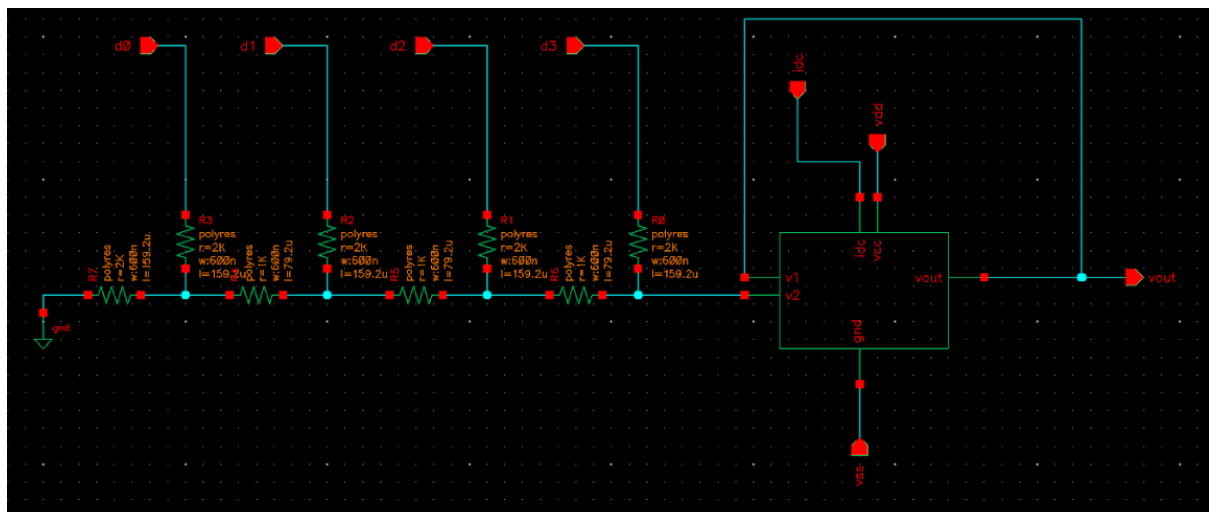 d0
d1
d2
d3
idc
vdd
R3
polyres
r=2K
w:600n
l=159.2u
R2
polyres
r=2K
w:600n
l=159.2u
R1
polyres
r=2K
w:600n
l=159.2u
R0
polyres
r=2K
w:600n
l=159.2u
R7
polyres
r=2K
w:600n
l=159.2u
polyres
r=1K
w:600n
l=79.2u
R5
polyres
r=1K
w:600n
l=79.2u
R6
polyres
r=1K
w:600n
l=79.2u
gnd
idc
vcc
v1
v2
vout
gnd
vout
vss